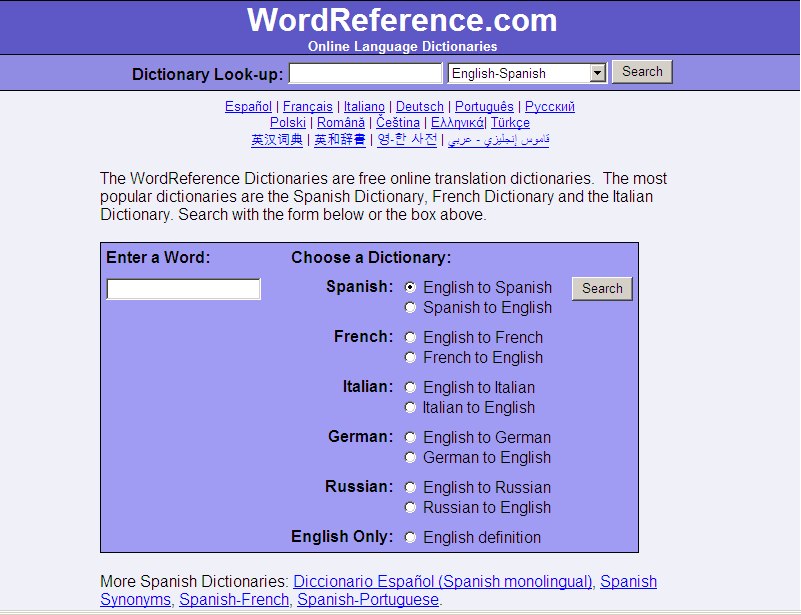 WordReference.com
Online Language Dictionaries
Dictionary Look-up: English-Spanish Search
Español | Français | Italiano | Deutsch | Português | Русский
Polski | Română | Čeština | Ελληνικά| Türkçe
英汉词典 | 英和辞書 | 영-한 사전 | قاموس إنجليزي - عربي
The WordReference Dictionaries are free online translation dictionaries. The most
popular dictionaries are the Spanish Dictionary, French Dictionary and the Italian
Dictionary. Search with the form below or the box above.
Enter a Word: Choose a Dictionary:
Spanish: English to Spanish Search
Spanish to English
French: English to French
French to English
Italian: English to Italian
Italian to English
German: English to German
German to English
Russian: English to Russian
Russian to English
English Only: English definition
More Spanish Dictionaries: Diccionario Español (Spanish monolingual), Spanish
Synonyms, Spanish-French, Spanish-Portuguese.